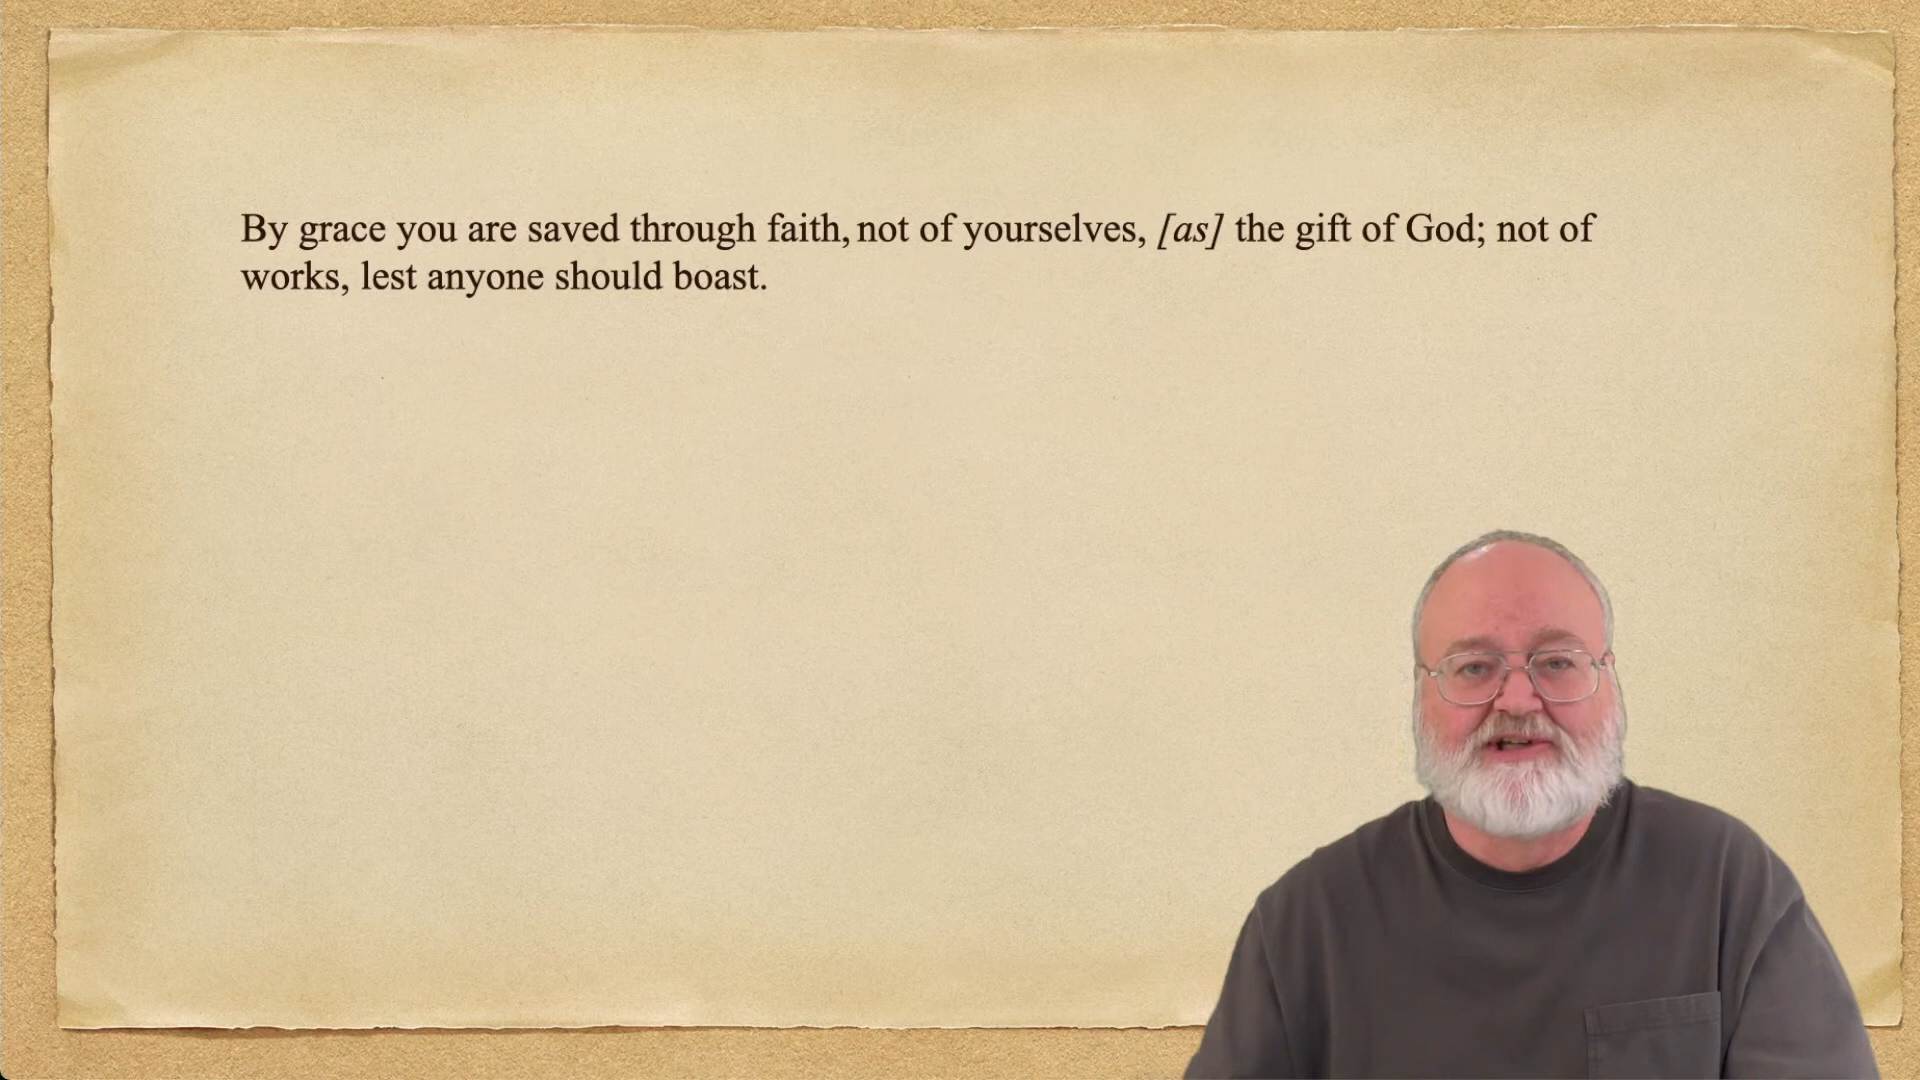 By grace you are saved through faith, not of yourselves, [as] the gift of God; not of
works, lest anyone should boast.